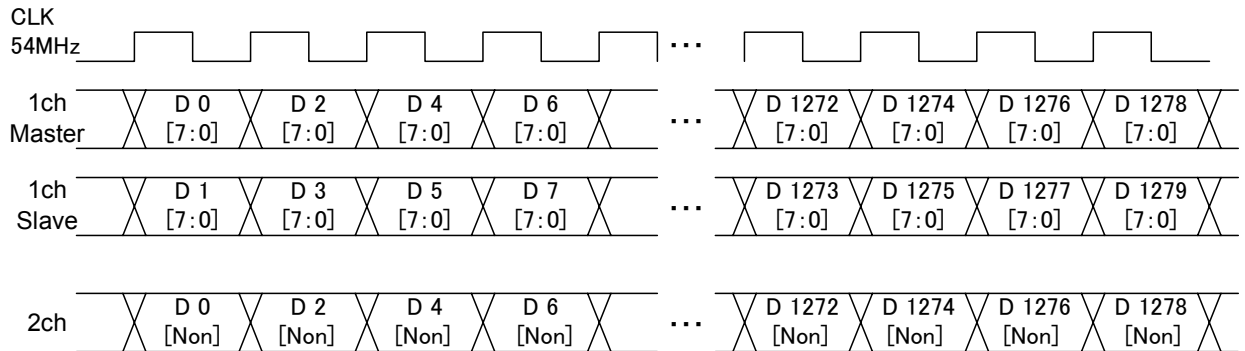 CLK
54MHz
1ch
Master
D 0 D 2 D 4 D 6 ··· D 1272 D 1274 D 1276 D 1278
[7:0] [7:0] [7:0] [7:0] [7:0] [7:0] [7:0] [7:0]
1ch
Slave
D 1 D 3 D 5 D 7 ··· D 1273 D 1275 D 1277 D 1279
[7:0] [7:0] [7:0] [7:0] [7:0] [7:0] [7:0] [7:0]
2ch
D 0 D 2 D 4 D 6 ··· D 1272 D 1274 D 1276 D 1278
[Non] [Non] [Non] [Non] [Non] [Non] [Non] [Non]